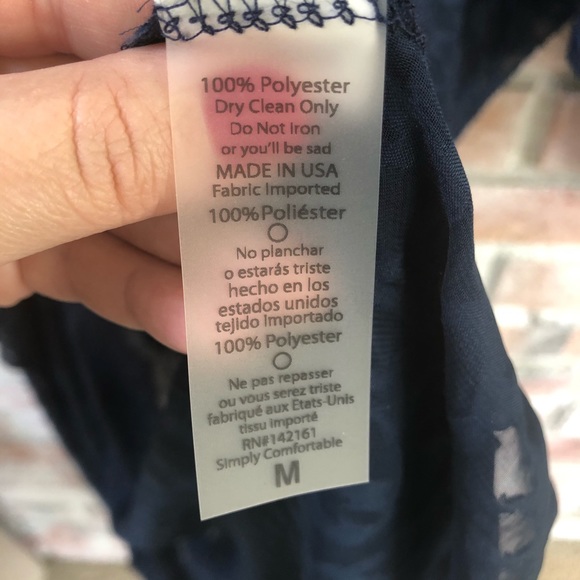 100% Polyester
Dry Clean Only
Do Not Iron
or you'll be sad
MADE IN USA
Fabric Imported
100%Poliéster
No planchar
o estarás triste
hecho en los
estados unidos
tejido Importado
100% Polyester
Ne pas repasser
ou vous serez triste
fabriqué aux Etats-Unis
tissu importé
RN#142161
Simply Comfortable
M